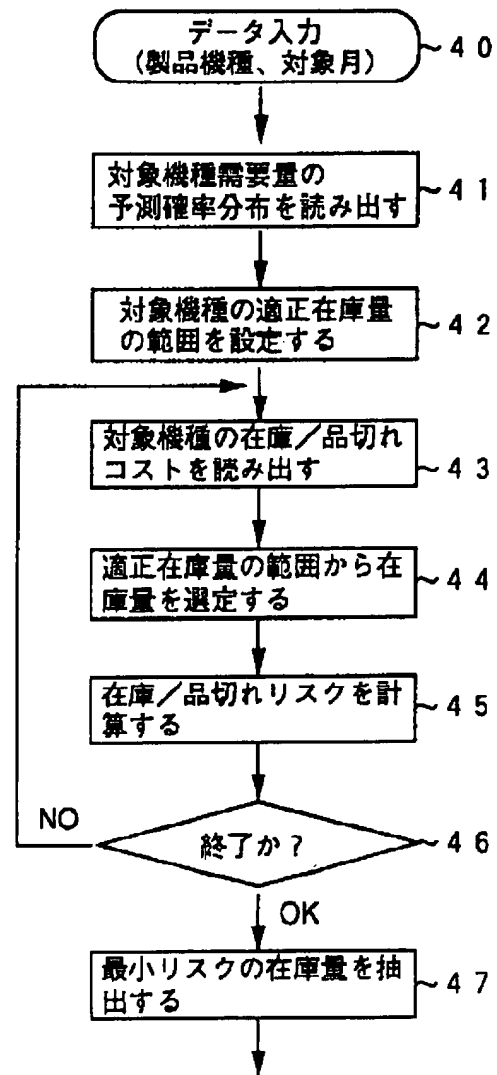 データ入力
(製品機種、対象月)
~40
対象機種需要量の
予測確率分布を読み出す
~41
対象機種の適正在庫量
の範囲を設定する
~42
対象機種の在庫／品切れ
コストを読み出す
~43
適正在庫量の範囲から在
庫量を選定する
~44
在庫／品切れリスクを計
算する
~45
NO
終了か?
~46
OK
最小リスクの在庫量を抽
出する
~47